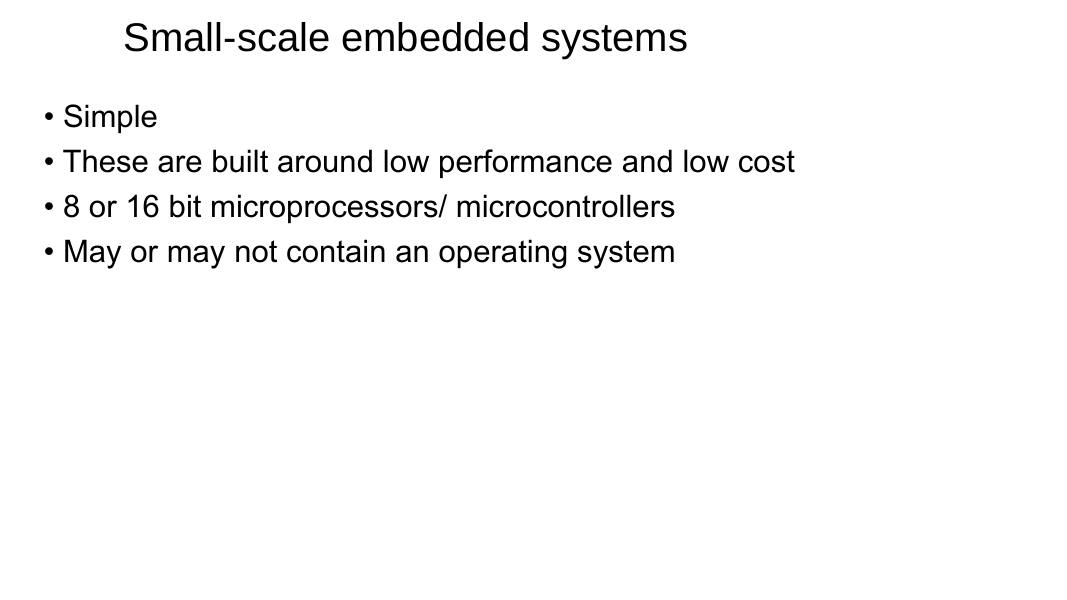 Small-scale embedded systems
• Simple
• These are built around low performance and low cost
• 8 or 16 bit microprocessors/ microcontrollers
• May or may not contain an operating system